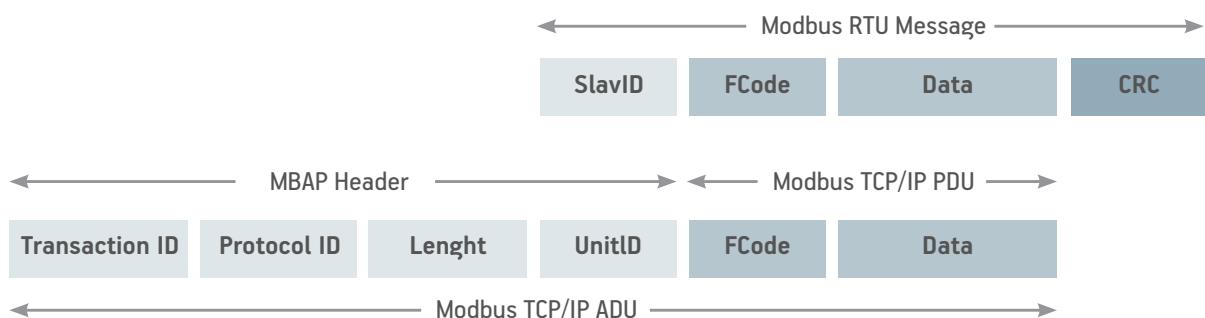 Modbus RTU Message
SlavID FCode Data CRC
MBAP Header Modbus TCP/IP PDU
Transaction ID Protocol ID Lenght UnitID FCode Data
Modbus TCP/IP ADU